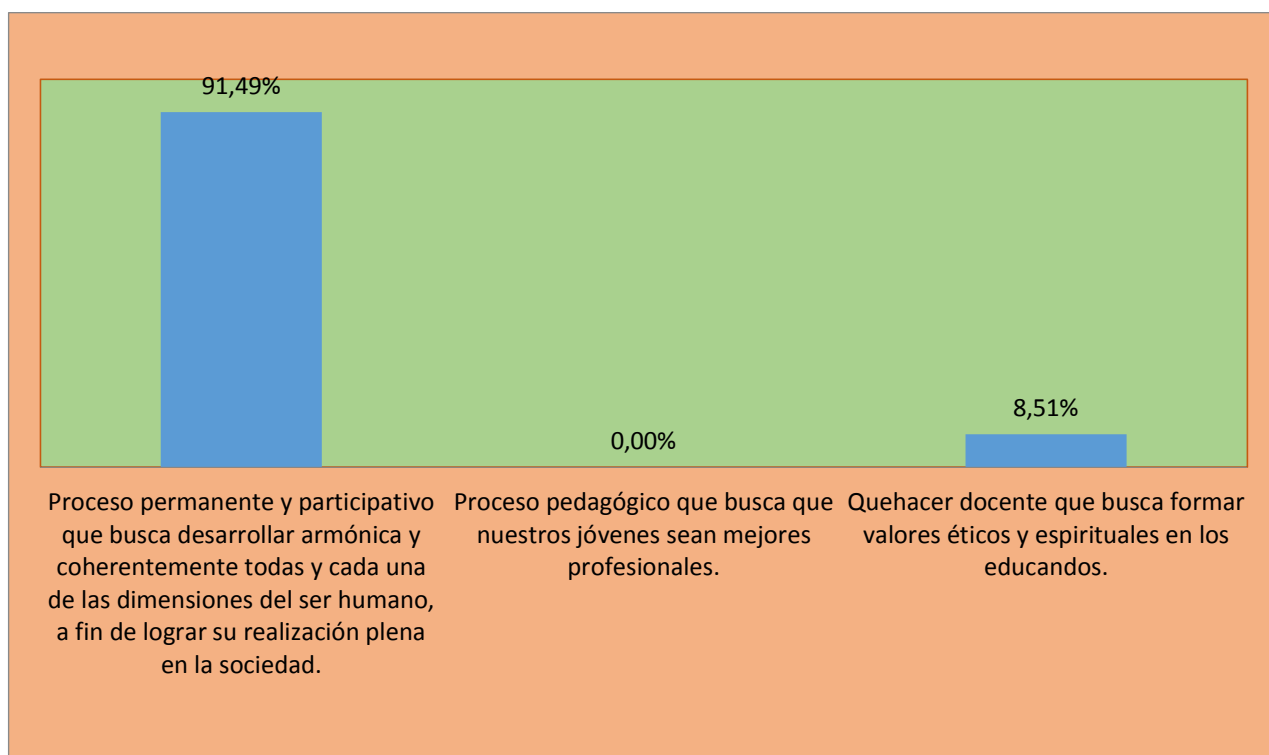 91,49%
0,00%
8,51%
Proceso permanente y participativo
que busca desarrollar armónica y
coherentemente todas y cada una
de las dimensiones del ser humano,
a fin de lograr su realización plena
en la sociedad.
Proceso pedagógico que busca que
nuestros jóvenes sean mejores
profesionales.
Quehacer docente que busca formar
valores éticos y espirituales en los
educandos.